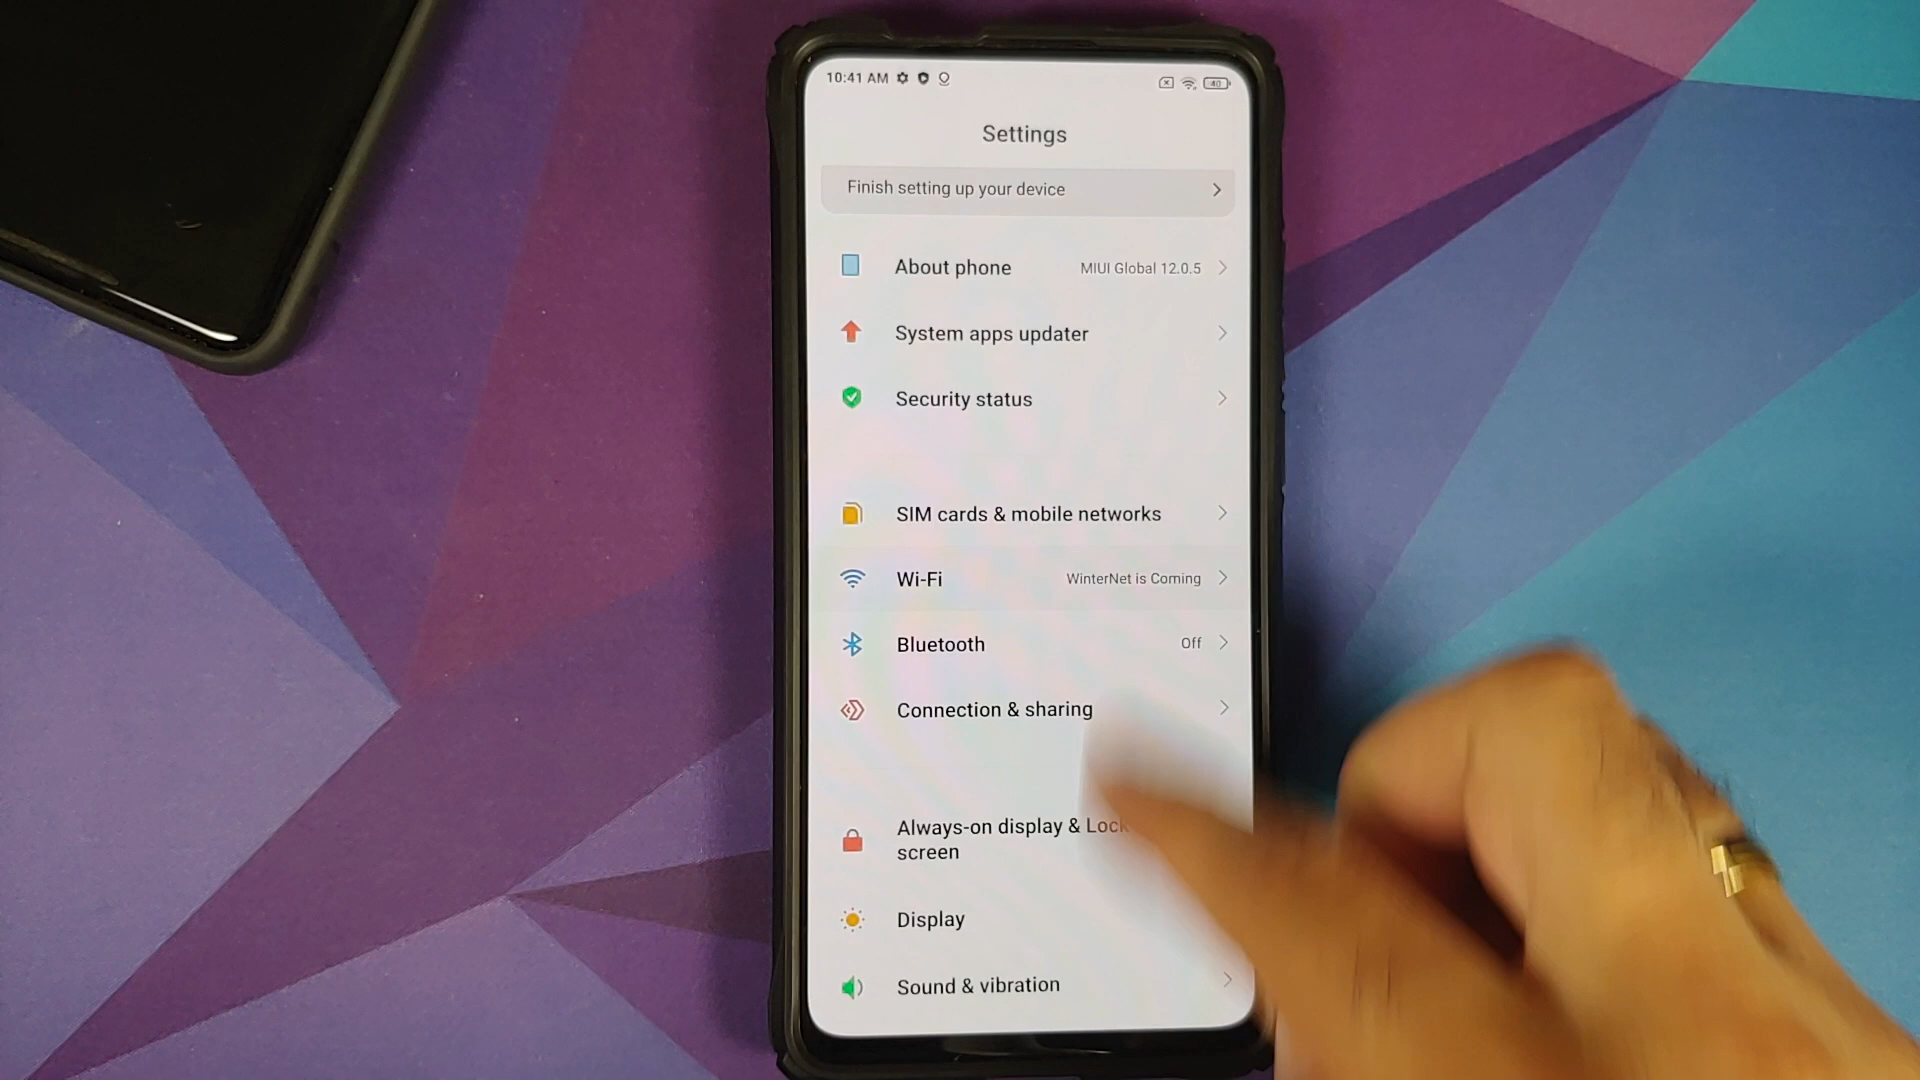 10:41 AM
40
Settings
Finish setting up your device
About phone MIUI Global 12.0.5
System apps updater
Security status
SIM cards & mobile networks
Wi-Fi WinterNet is Coming
Bluetooth Off
Connection & sharing
Always-on display & Lock
screen
Display
Sound & vibration